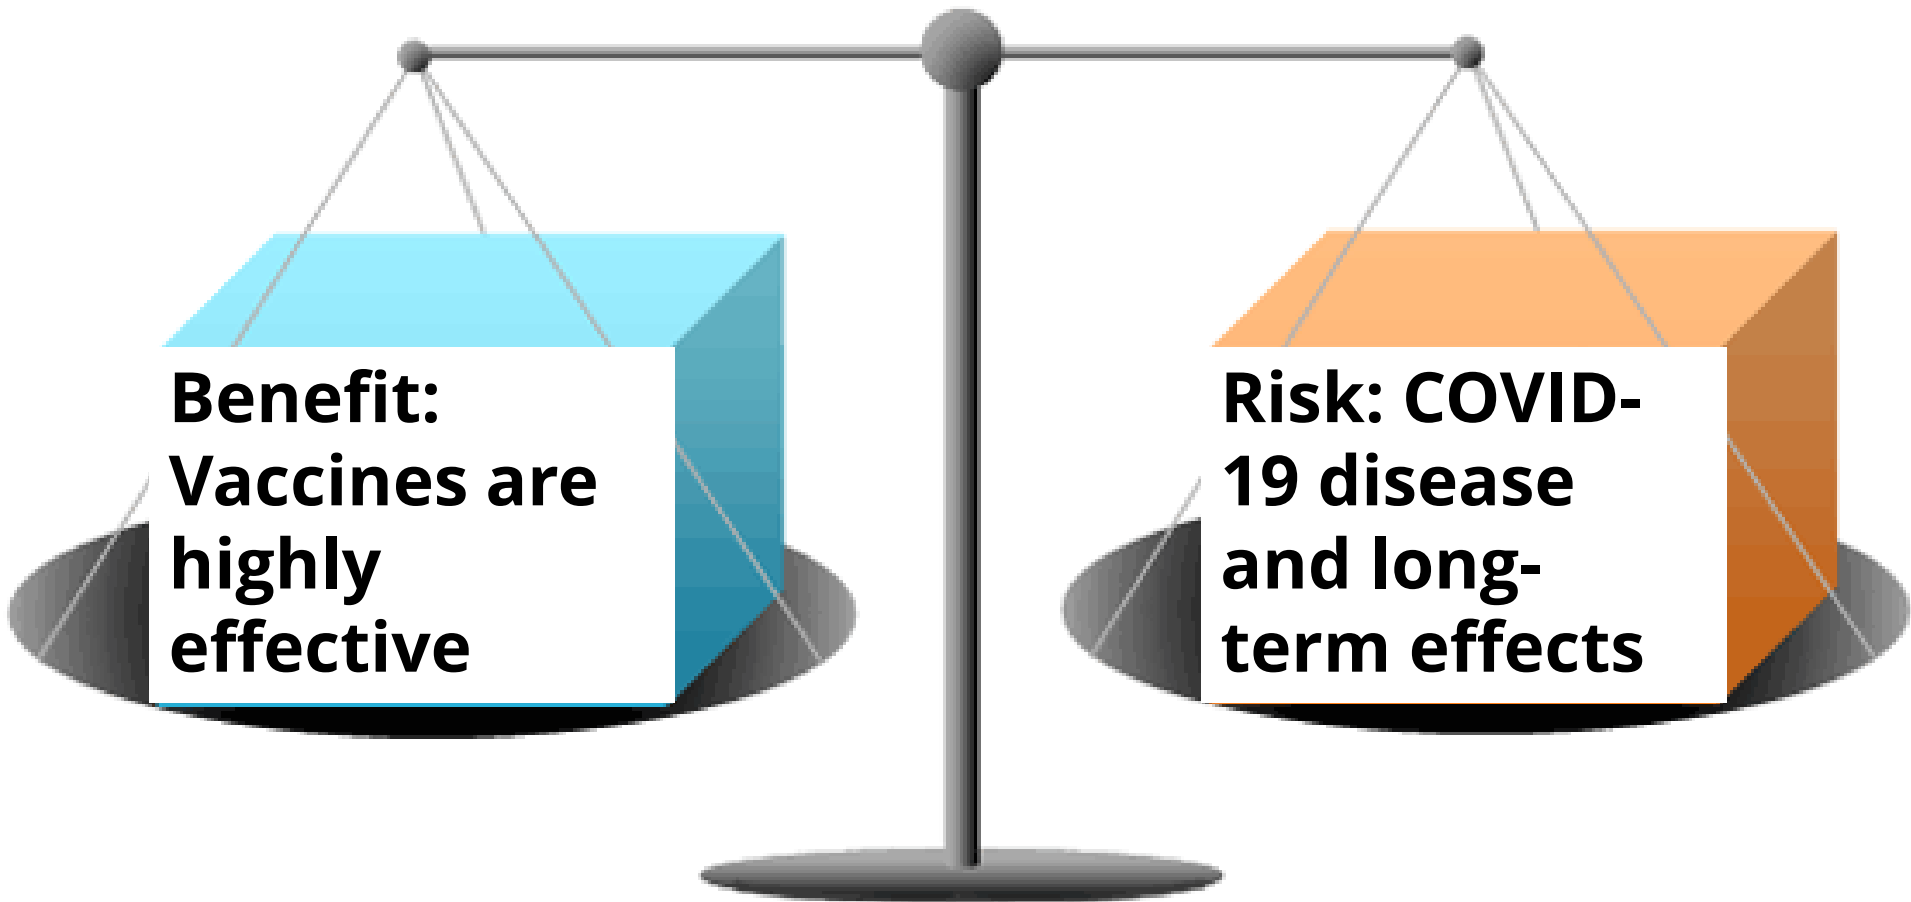 Benefit:
Vaccines are
highly
effective
Risk: COVID-
19 disease
and long-
term effects